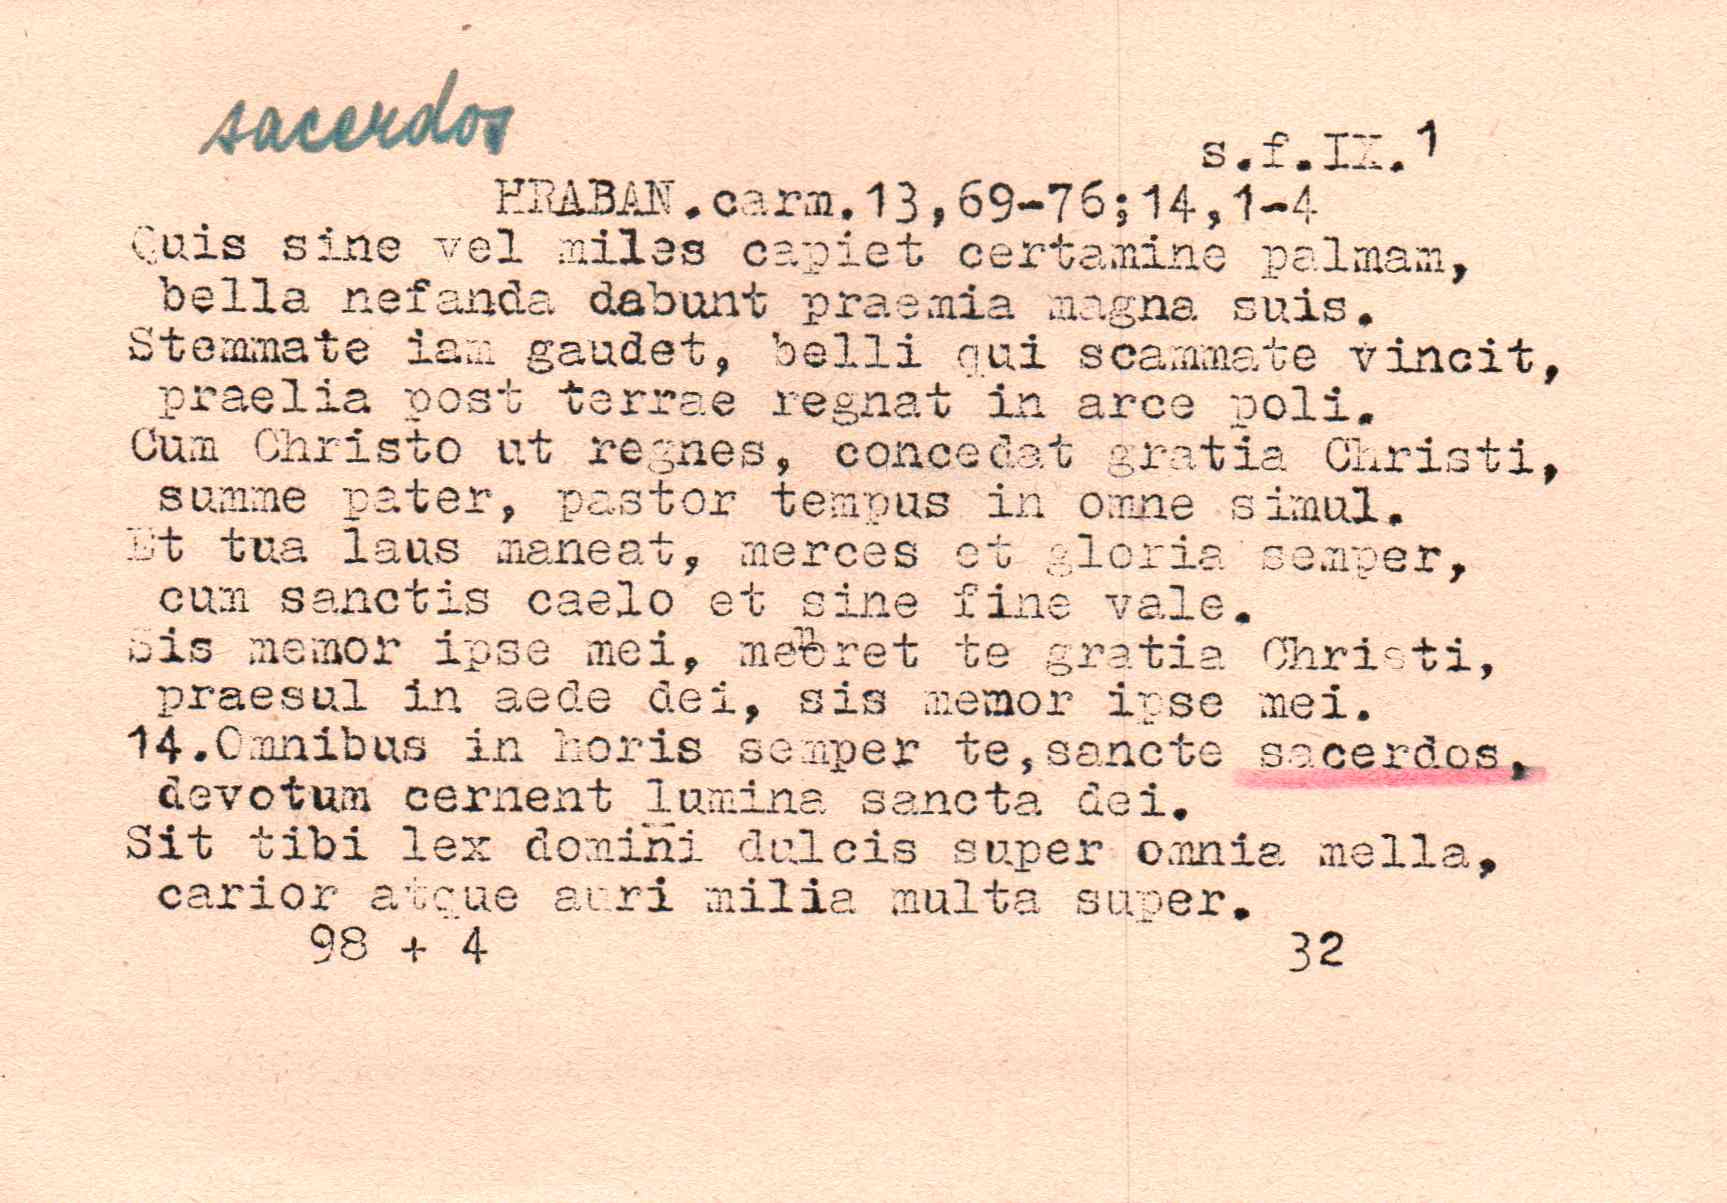 sacerdos
s.f.IX.¹
HRABAN.carm.13,69-76;14,1-4
Quis sine vel miles capiet certamine palmam,
bella nefanda dabunt praemia magna suis.
Stemmate iam gaudet, belli qui scammate vincit,
praelia post terrae regnat in arce poli.
Cum Christo ut regnes, concedat gratia Christi,
summe pater, pastor tempus in omne simul.
Et tua laus maneat, merces et gloria semper,
cum sanctis caelo et sine fine vale.
Sis memor ipse mei, memoret te gratia Christi,
praesul in aede dei, sis memor ipse mei.
14.Omnibus in horis semper te,sancte sacerdos,
devotum cernent lumina sancta dei.
Sit tibi lex domini dulcis super omnia mella,
carior atque auri milia multa super.
98 + 4 32